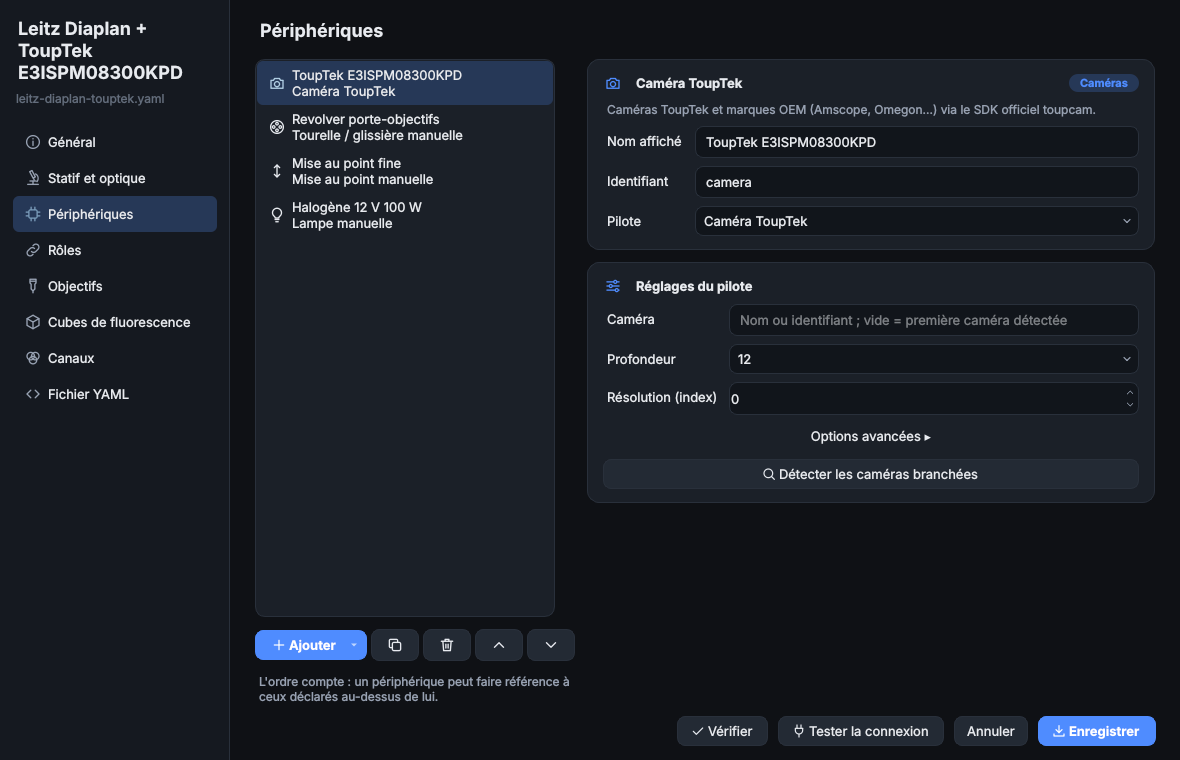 Leitz Diaplan +
ToupTek
E3ISPM08300KPD
leitz-diaplan-touptek.yaml
Général
Statif et optique
Périphériques
Rôles
Objectifs
Cubes de fluorescence
Canaux
Fichier YAML
Périphériques
ToupTek E3ISPM08300KPD
Caméra ToupTek
Revolver porte-objectifs
Tourelle / glissière manuelle
Mise au point fine
Mise au point manuelle
Halogène 12 V 100 W
Lampe manuelle
Ajouter
L'ordre compte : un périphérique peut faire référence à
ceux déclarés au-dessus de lui.
Caméra ToupTek
Caméras
Caméras ToupTek et marques OEM (Amscope, Omegon...) via le SDK officiel toupcam.
Nom affiché
ToupTek E3ISPM08300KPD
Identifiant
camera
Pilote
Caméra ToupTek
Réglages du pilote
Caméra
Nom ou identifiant ; vide = première caméra détectée
Profondeur
12
Résolution (index)
0
Options avancées ▸
Détecter les caméras branchées
Vérifier
Tester la connexion
Annuler
Enregistrer